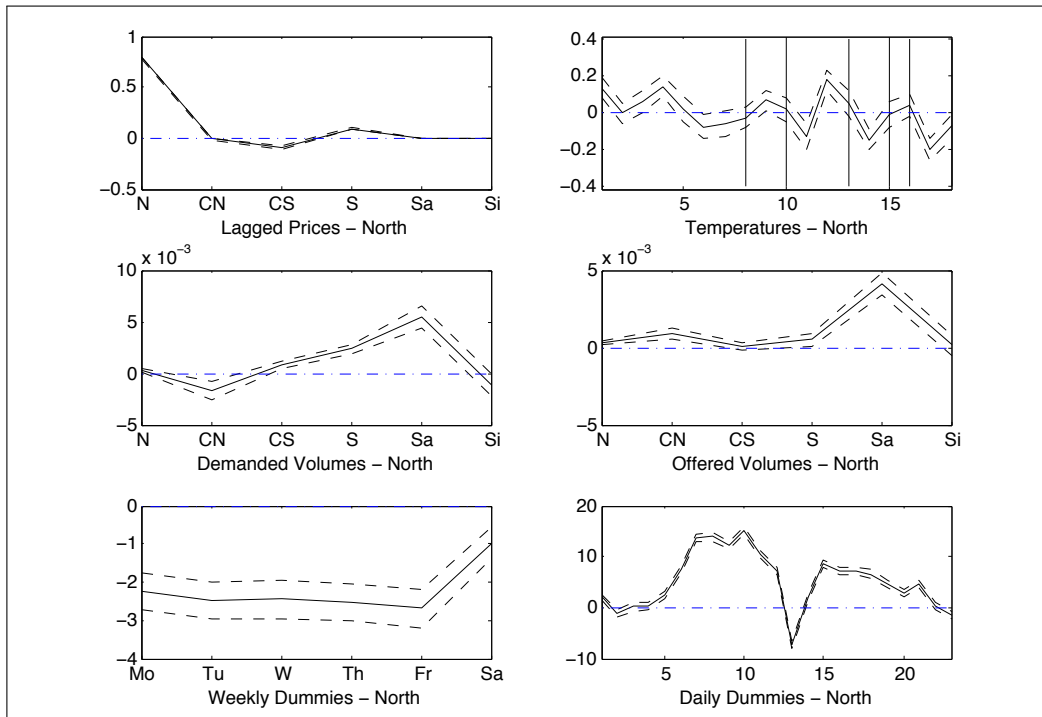 1
0.5
0
−0.5
N CN CS S Sa Si
Lagged Prices − North
0.4
0.2
0
−0.2
−0.4
5 10 15
Temperatures − North
x 10⁻³
10
5
0
−5
N CN CS S Sa Si
Demanded Volumes − North
x 10⁻³
5
0
−5
N CN CS S Sa Si
Offered Volumes − North
0
−1
−2
−3
−4
Mo Tu W Th Fr Sa
Weekly Dummies − North
20
10
0
−10
5 10 15 20
Daily Dummies − North